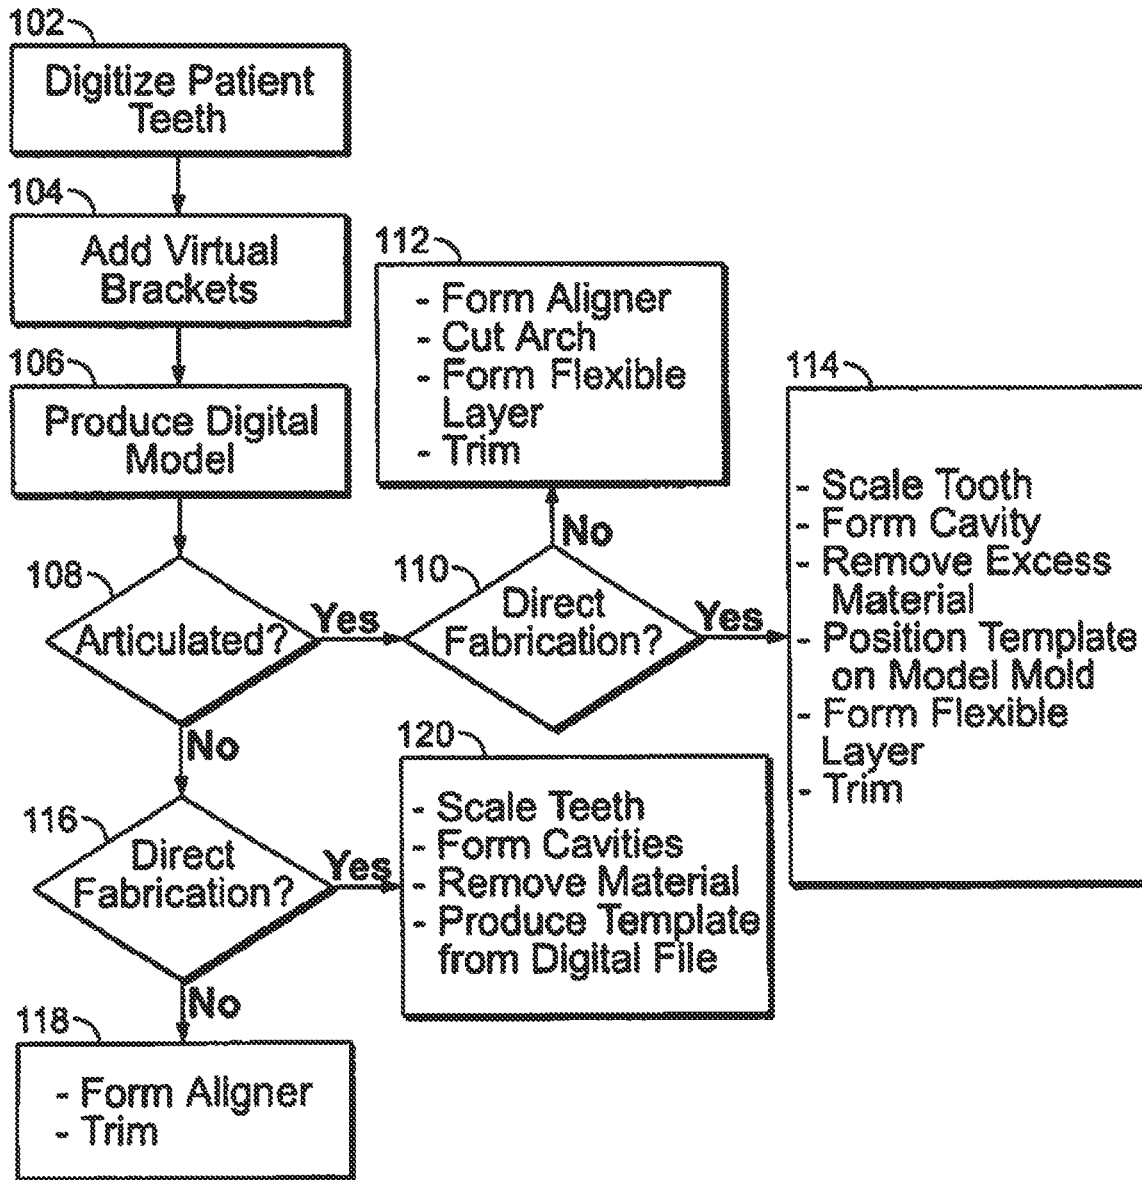 102
Digitize Patient
Teeth
104
Add Virtual
Brackets
106
Produce Digital
Model
108
Articulated?
Yes
No
110
Direct
Fabrication?
No
Yes
112
- Form Aligner
- Cut Arch
- Form Flexible
Layer
- Trim
114
- Scale Tooth
- Form Cavity
- Remove Excess
Material
- Position Template
on Model Mold
- Form Flexible
Layer
- Trim
116
Direct
Fabrication?
Yes
No
120
- Scale Teeth
- Form Cavities
- Remove Material
- Produce Template
from Digital File
118
- Form Aligner
- Trim